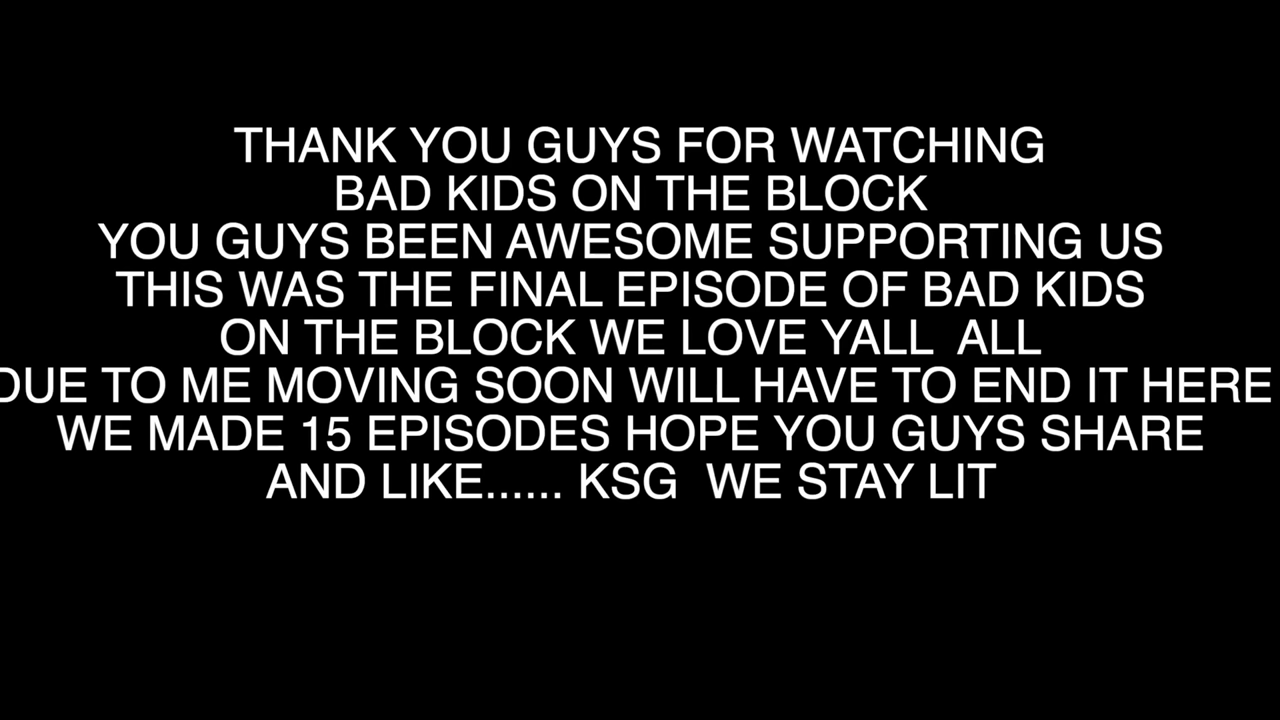 THANK YOU GUYS FOR WATCHING
BAD KIDS ON THE BLOCK
YOU GUYS BEEN AWESOME SUPPORTING US
THIS WAS THE FINAL EPISODE OF BAD KIDS
ON THE BLOCK WE LOVE YALL  ALL
DUE TO ME MOVING SOON WILL HAVE TO END IT HERE
WE MADE 15 EPISODES HOPE YOU GUYS SHARE
AND LIKE...... KSG  WE STAY LIT